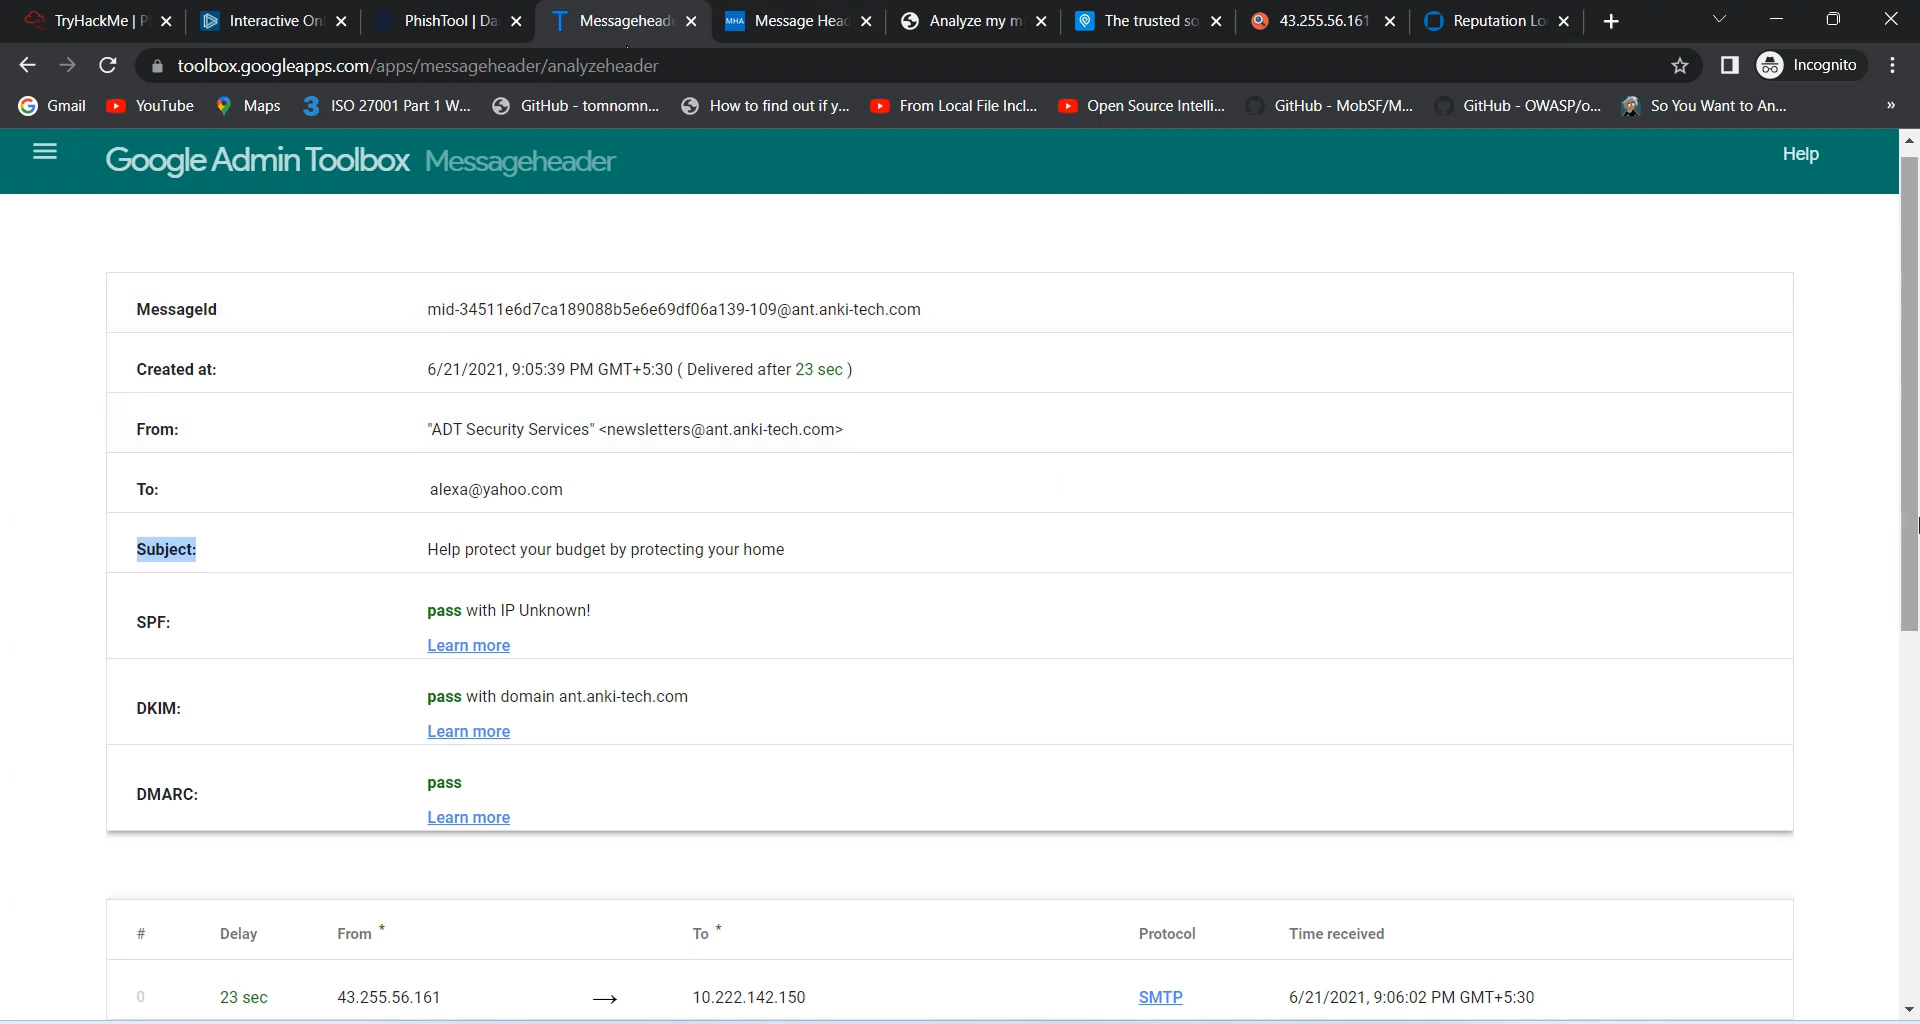 TryHackMe | P
Interactive On
PhishTool | Da
Messagehead
MHA
Message Hea
Analyze my m
The trusted so
43.255.56.161
Reputation Lo
toolbox.googleapps.com/apps/messageheader/analyzeheader
Incognito
Gmail
YouTube
Maps
ISO 27001 Part 1 W...
GitHub - tomnomn...
How to find out if y...
From Local File Incl...
Open Source Intelli...
GitHub - MobSF/M...
GitHub - OWASP/o...
So You Want to An...
»
Google Admin Toolbox Messageheader
Help
MessageId mid-34511e6d7ca189088b5e6e69df06a139-109@ant.anki-tech.com
Created at: 6/21/2021, 9:05:39 PM GMT+5:30 ( Delivered after 23 sec )
From: "ADT Security Services" <newsletters@ant.anki-tech.com>
To: alexa@yahoo.com
Subject: Help protect your budget by protecting your home
SPF: pass with IP Unknown!
Learn more
DKIM: pass with domain ant.anki-tech.com
Learn more
DMARC: pass
Learn more
# Delay From * To * Protocol Time received
0 23 sec 43.255.56.161 → 10.222.142.150 SMTP 6/21/2021, 9:06:02 PM GMT+5:30